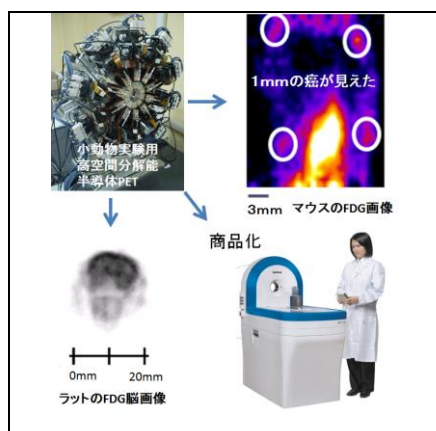 小動物実験用
高空間分解能
半導体PET
1mmの癌が見えた
3mm マウスのFDG画像
商品化
0mm 20mm
ラットのFDG脳画像